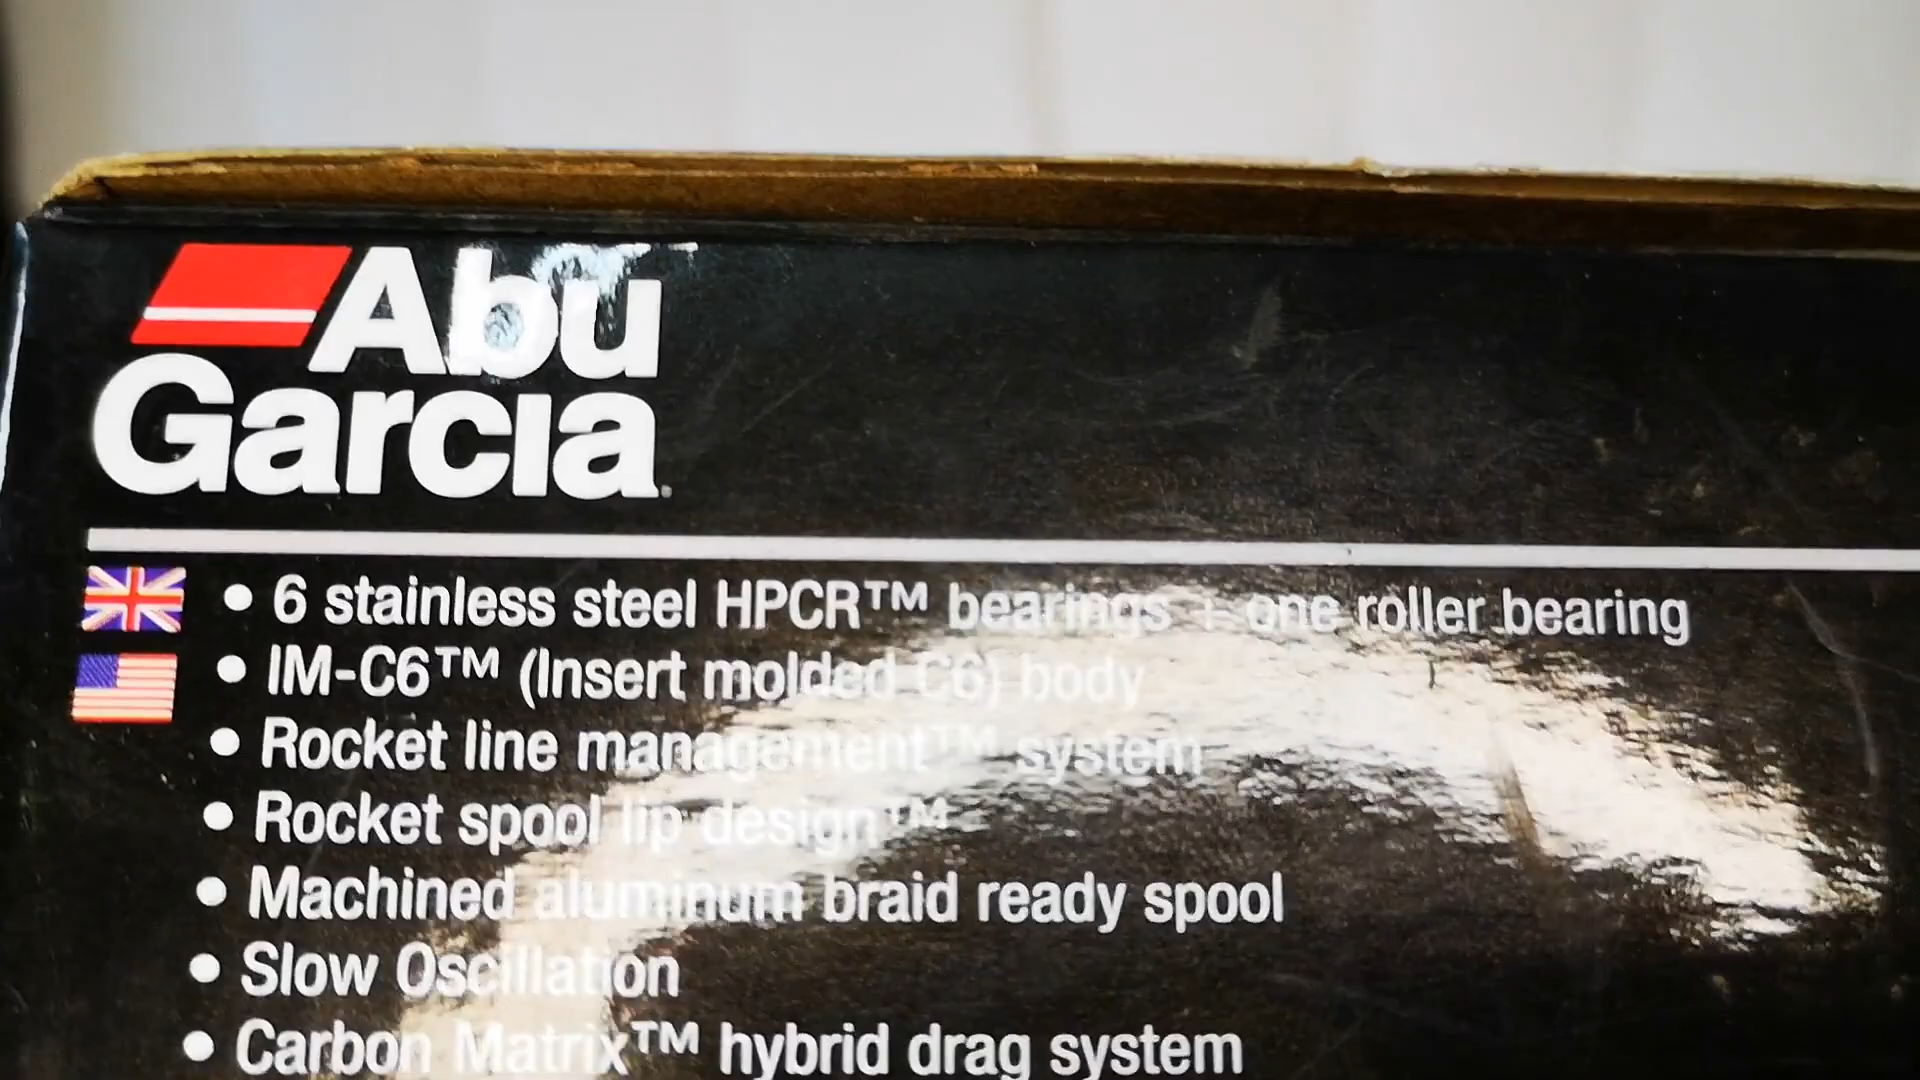 Abu
Garcia
• 6 stainless steel HPCR™ bearings + one roller bearing
• IM-C6™ (Insert molded C6) body
• Rocket line management™ system
• Rocket spool lip design™
• Machined aluminum braid ready spool
• Slow Oscillation
• Carbon Matrix™ hybrid drag system